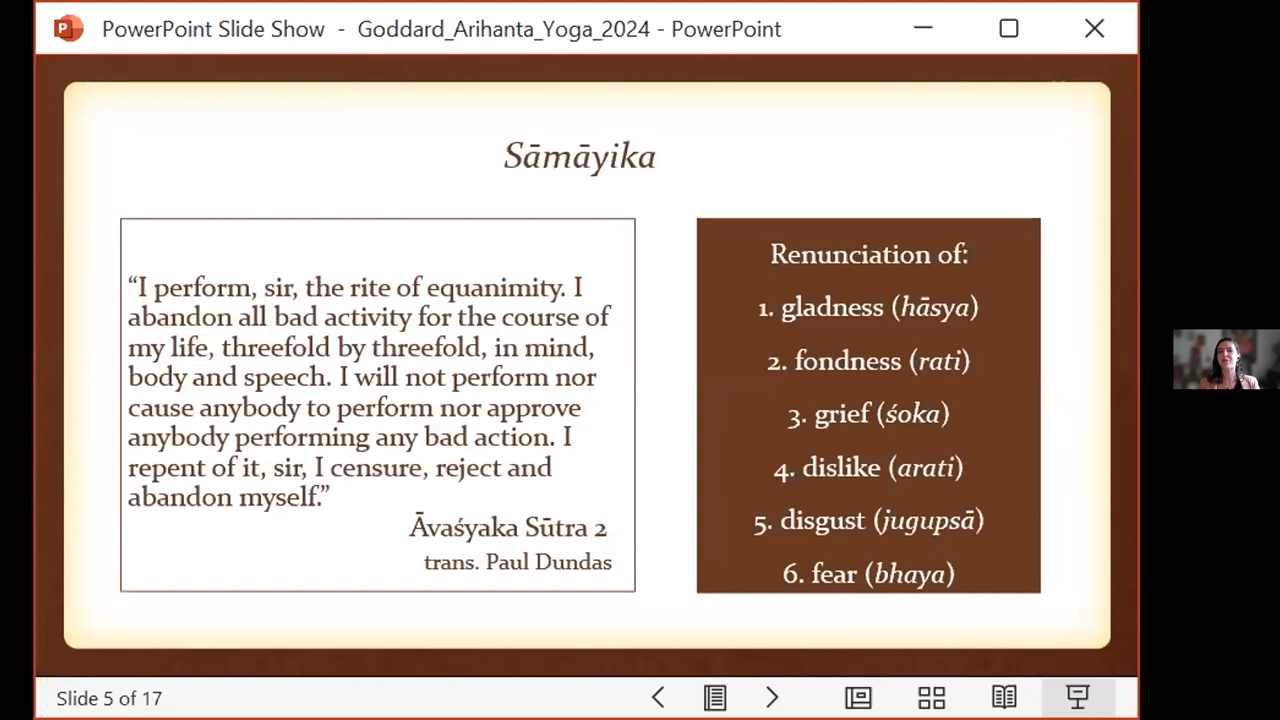 PowerPoint Slide Show - Goddard_Arihanta_Yoga_2024 - PowerPoint
Sāmāyika
“I perform, sir, the rite of equanimity. I
abandon all bad activity for the course of
my life, threefold by threefold, in mind,
body and speech. I will not perform nor
cause anybody to perform nor approve
anybody performing any bad action. I
repent of it, sir, I censure, reject and
abandon myself.”
Āvaśyaka Sūtra 2
trans. Paul Dundas
Renunciation of:
1. gladness (hāsya)
2. fondness (rati)
3. grief (śoka)
4. dislike (arati)
5. disgust (jugupsā)
6. fear (bhaya)
Slide 5 of 17